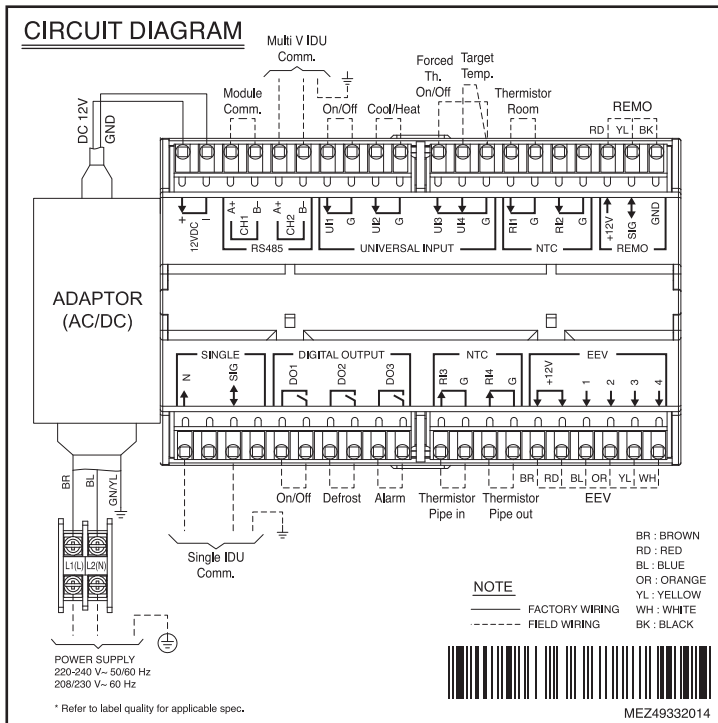 CIRCUIT DIAGRAM
Multi V IDU
Comm.
Module
Comm.
On/Off
Cool/Heat
Forced
Th.
On/Off
Target
Temp.
Thermistor
Room
REMO
RD YL BK
DC 12V
GND
+
I
12VDC
A+
B-
CH1
A+
B-
CH2
RS485
UI1
G
UI2
G
UI3
UI4
G
UNIVERSAL INPUT
RI1
G
RI2
G
NTC
+12V
SIG
GND
REMO
ADAPTOR
(AC/DC)
SINGLE
N
SIG
DIGITAL OUTPUT
DO1
DO2
DO3
NTC
RI3
G
RI4
G
EEV
+12V
1
2
3
4
BR RD BL OR YL WH
EEV
On/Off
Defrost
Alarm
Thermistor
Pipe in
Thermistor
Pipe out
Single IDU
Comm.
BR
BL
GN/YL
L1(L) L2(N)
POWER SUPPLY
220-240 V~ 50/60 Hz
208/230 V~ 60 Hz
* Refer to label quality for applicable spec.
NOTE
FACTORY WIRING
FIELD WIRING
BR : BROWN
RD : RED
BL : BLUE
OR : ORANGE
YL : YELLOW
WH : WHITE
BK : BLACK
MEZ49332014